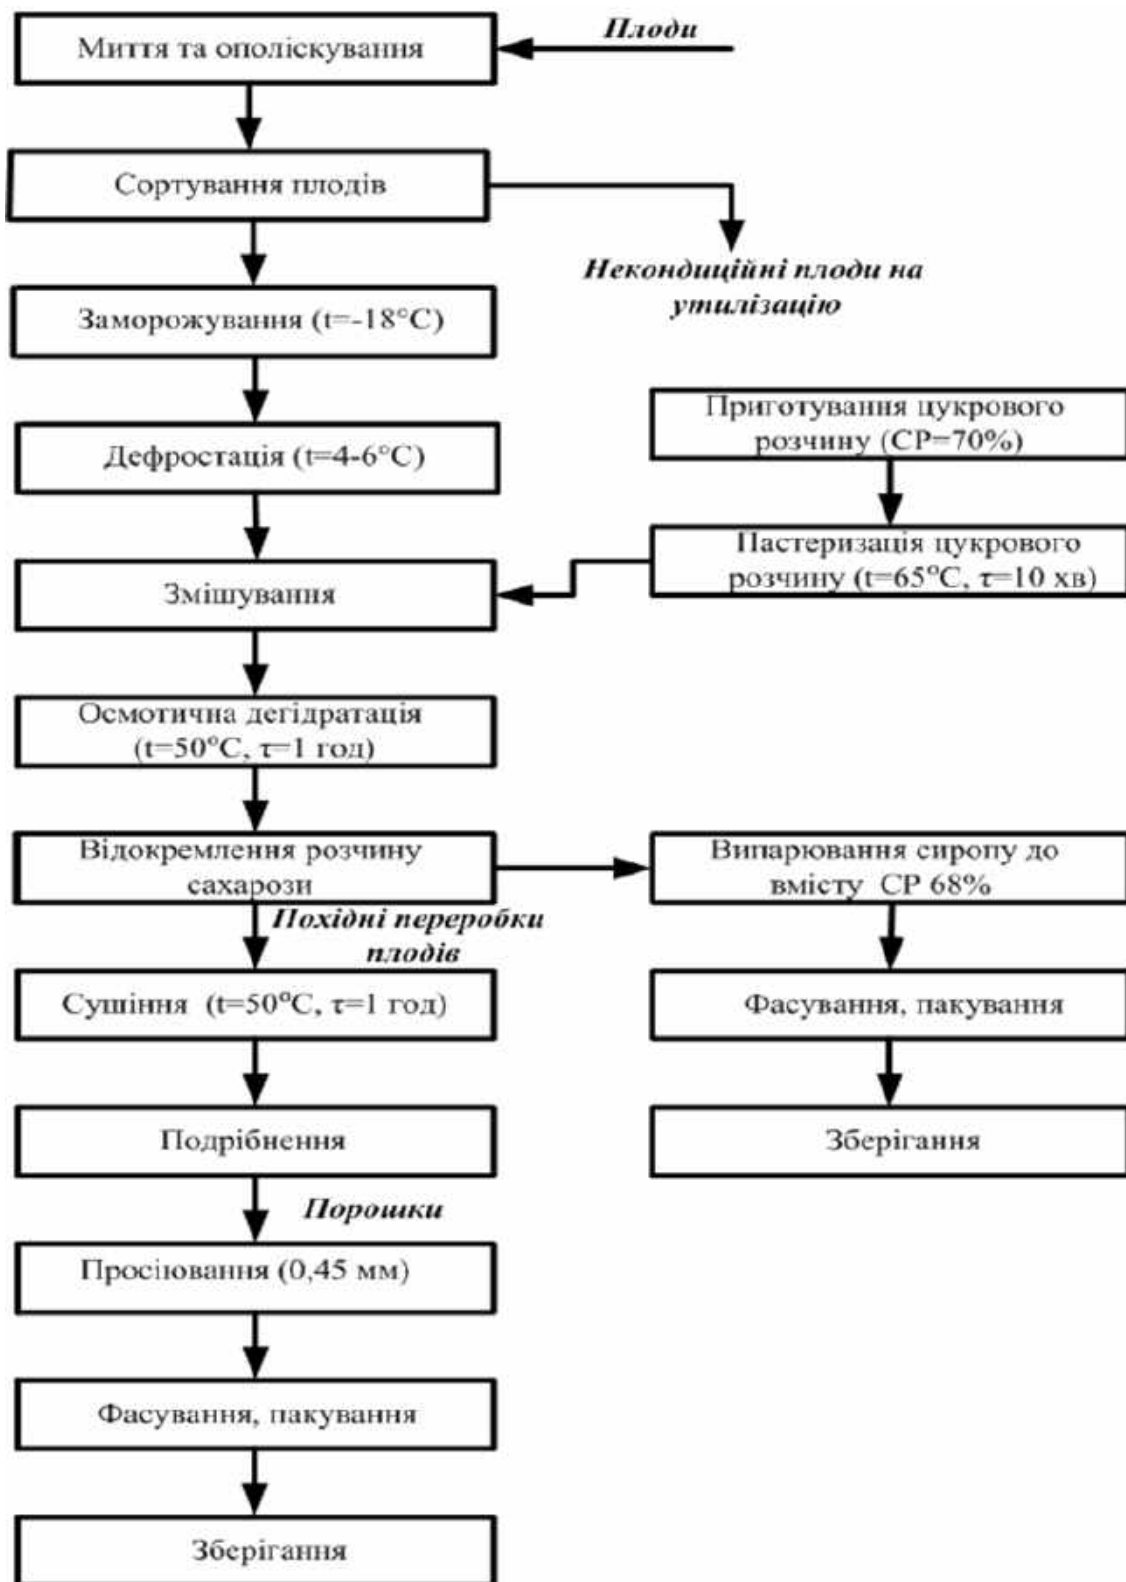 Плоди
Миття та ополіскування
Сортування плодів
Некондиційні плоди на
утилізацію
Заморожування (t=-18°C)
Дефростація (t=4-6°C)
Приготування цукрового
розчину (СР=70%)
Пастеризація цукрового
розчину (t=65°C, τ=10 хв)
Змішування
Осмотична дегідратація
(t=50°C, τ=1 год)
Відокремлення розчину
сахарози
Випарювання сиропу до
вмісту СР 68%
Похідні переробки
плодів
Сушіння (t=50°C, τ=1 год)
Фасування, пакування
Подрібнення
Зберігання
Порошки
Просіювання (0,45 мм)
Фасування, пакування
Зберігання